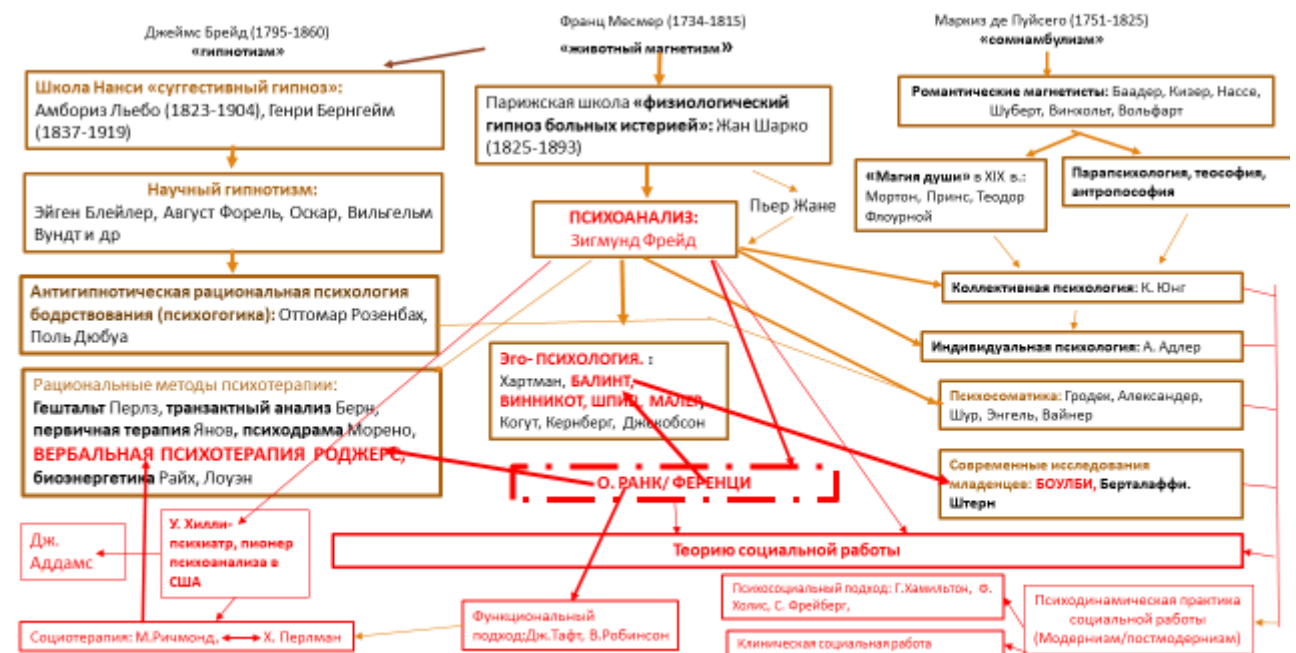 Джеймс Брейд (1795-1860)
«гипнотизм»
Франц Месмер (1734-1815)
«животный магнетизм»
Маркиз де Пуйсего (1751-1825)
«сомнамбулизм»
Школа Нанси «суггестивный гипноз»:
Амбориз Льебо (1823-1904), Генри Бернгейм
(1837-1919)
Парижская школа «физиологический
гипноз больных истерией»: Жан Шарко
(1825-1893)
Романтические магнетисты: Баадер, Кизер, Нассе,
Шуберт, Винхольт, Вольфарт
Научный гипнотизм:
Эйген Блейлер, Август Форель, Оскар, Вильгельм
Вундт и др
ПСИХОАНАЛИЗ:
Зигмунд Фрейд
Пьер Жане
«Магия души» в XIX в.:
Мортон, Принс, Теодор
Флоурной
Парапсихология, теософия,
антропософия
Антигипнотическая рациональная психология
бодрствования (психогогика): Оттомар Розенбах,
Поль Дюбуа
Коллективная психология: К. Юнг
Индивидуальная психология: А. Адлер
Рациональные методы психотерапии:
Гештальт Перлз, транзактный анализ Берн,
первичная терапия Янов, психодрама Морено,
ВЕРБАЛЬНАЯ ПСИХОТЕРАПИЯ РОДЖЕРС,
биоэнергетика Райх, Лоуэн
Эго- ПСИХОЛОГИЯ. :
Хартман, БАЛИНТ,
ВИННИКОТ, ШПИЦ, МАЛЕР,
Когут, Кернберг, Джекобсон
Психосоматика: Гродек, Александер,
Шур, Энгель, Вайнер
Современные исследования
младенцев: БОУЛБИ, Берталаффи.
Штерн
О. РАНК/ ФЕРЕНЦИ
Дж.
Аддамс
У. Хилли-
психиатр, пионер
психоанализа в
США
Теорию социальной работы
Социотерапия: М.Ричмонд, Х. Перлман
Функциональный
подход:Дж.Тафт, В.Робинсон
Психосоциальный подход: Г.Хамильтон, Ф.
Холис, С. Фрейберг,
Клиническая социальная работа
Психодинамическая практика
социальной работы
(Модернизм/постмодернизм)